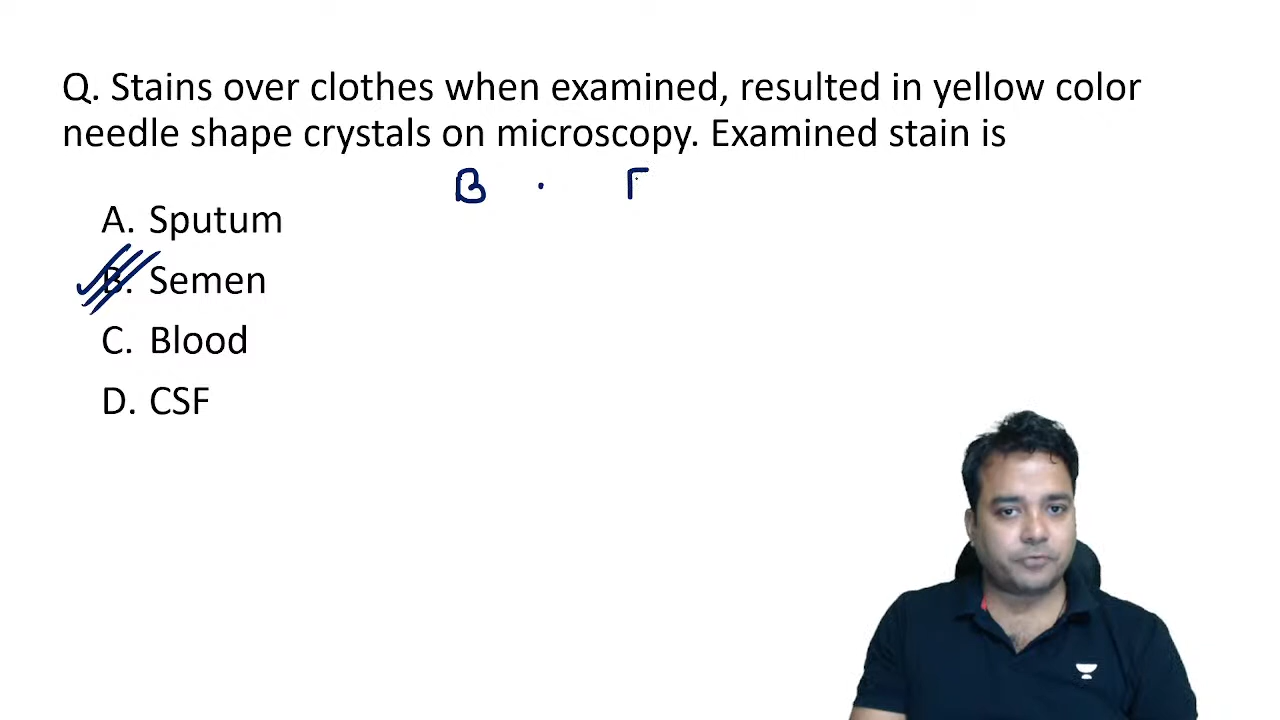 Q. Stains over clothes when examined, resulted in yellow color
needle shape crystals on microscopy. Examined stain is
B .
A. Sputum
B. Semen
C. Blood
D. CSF